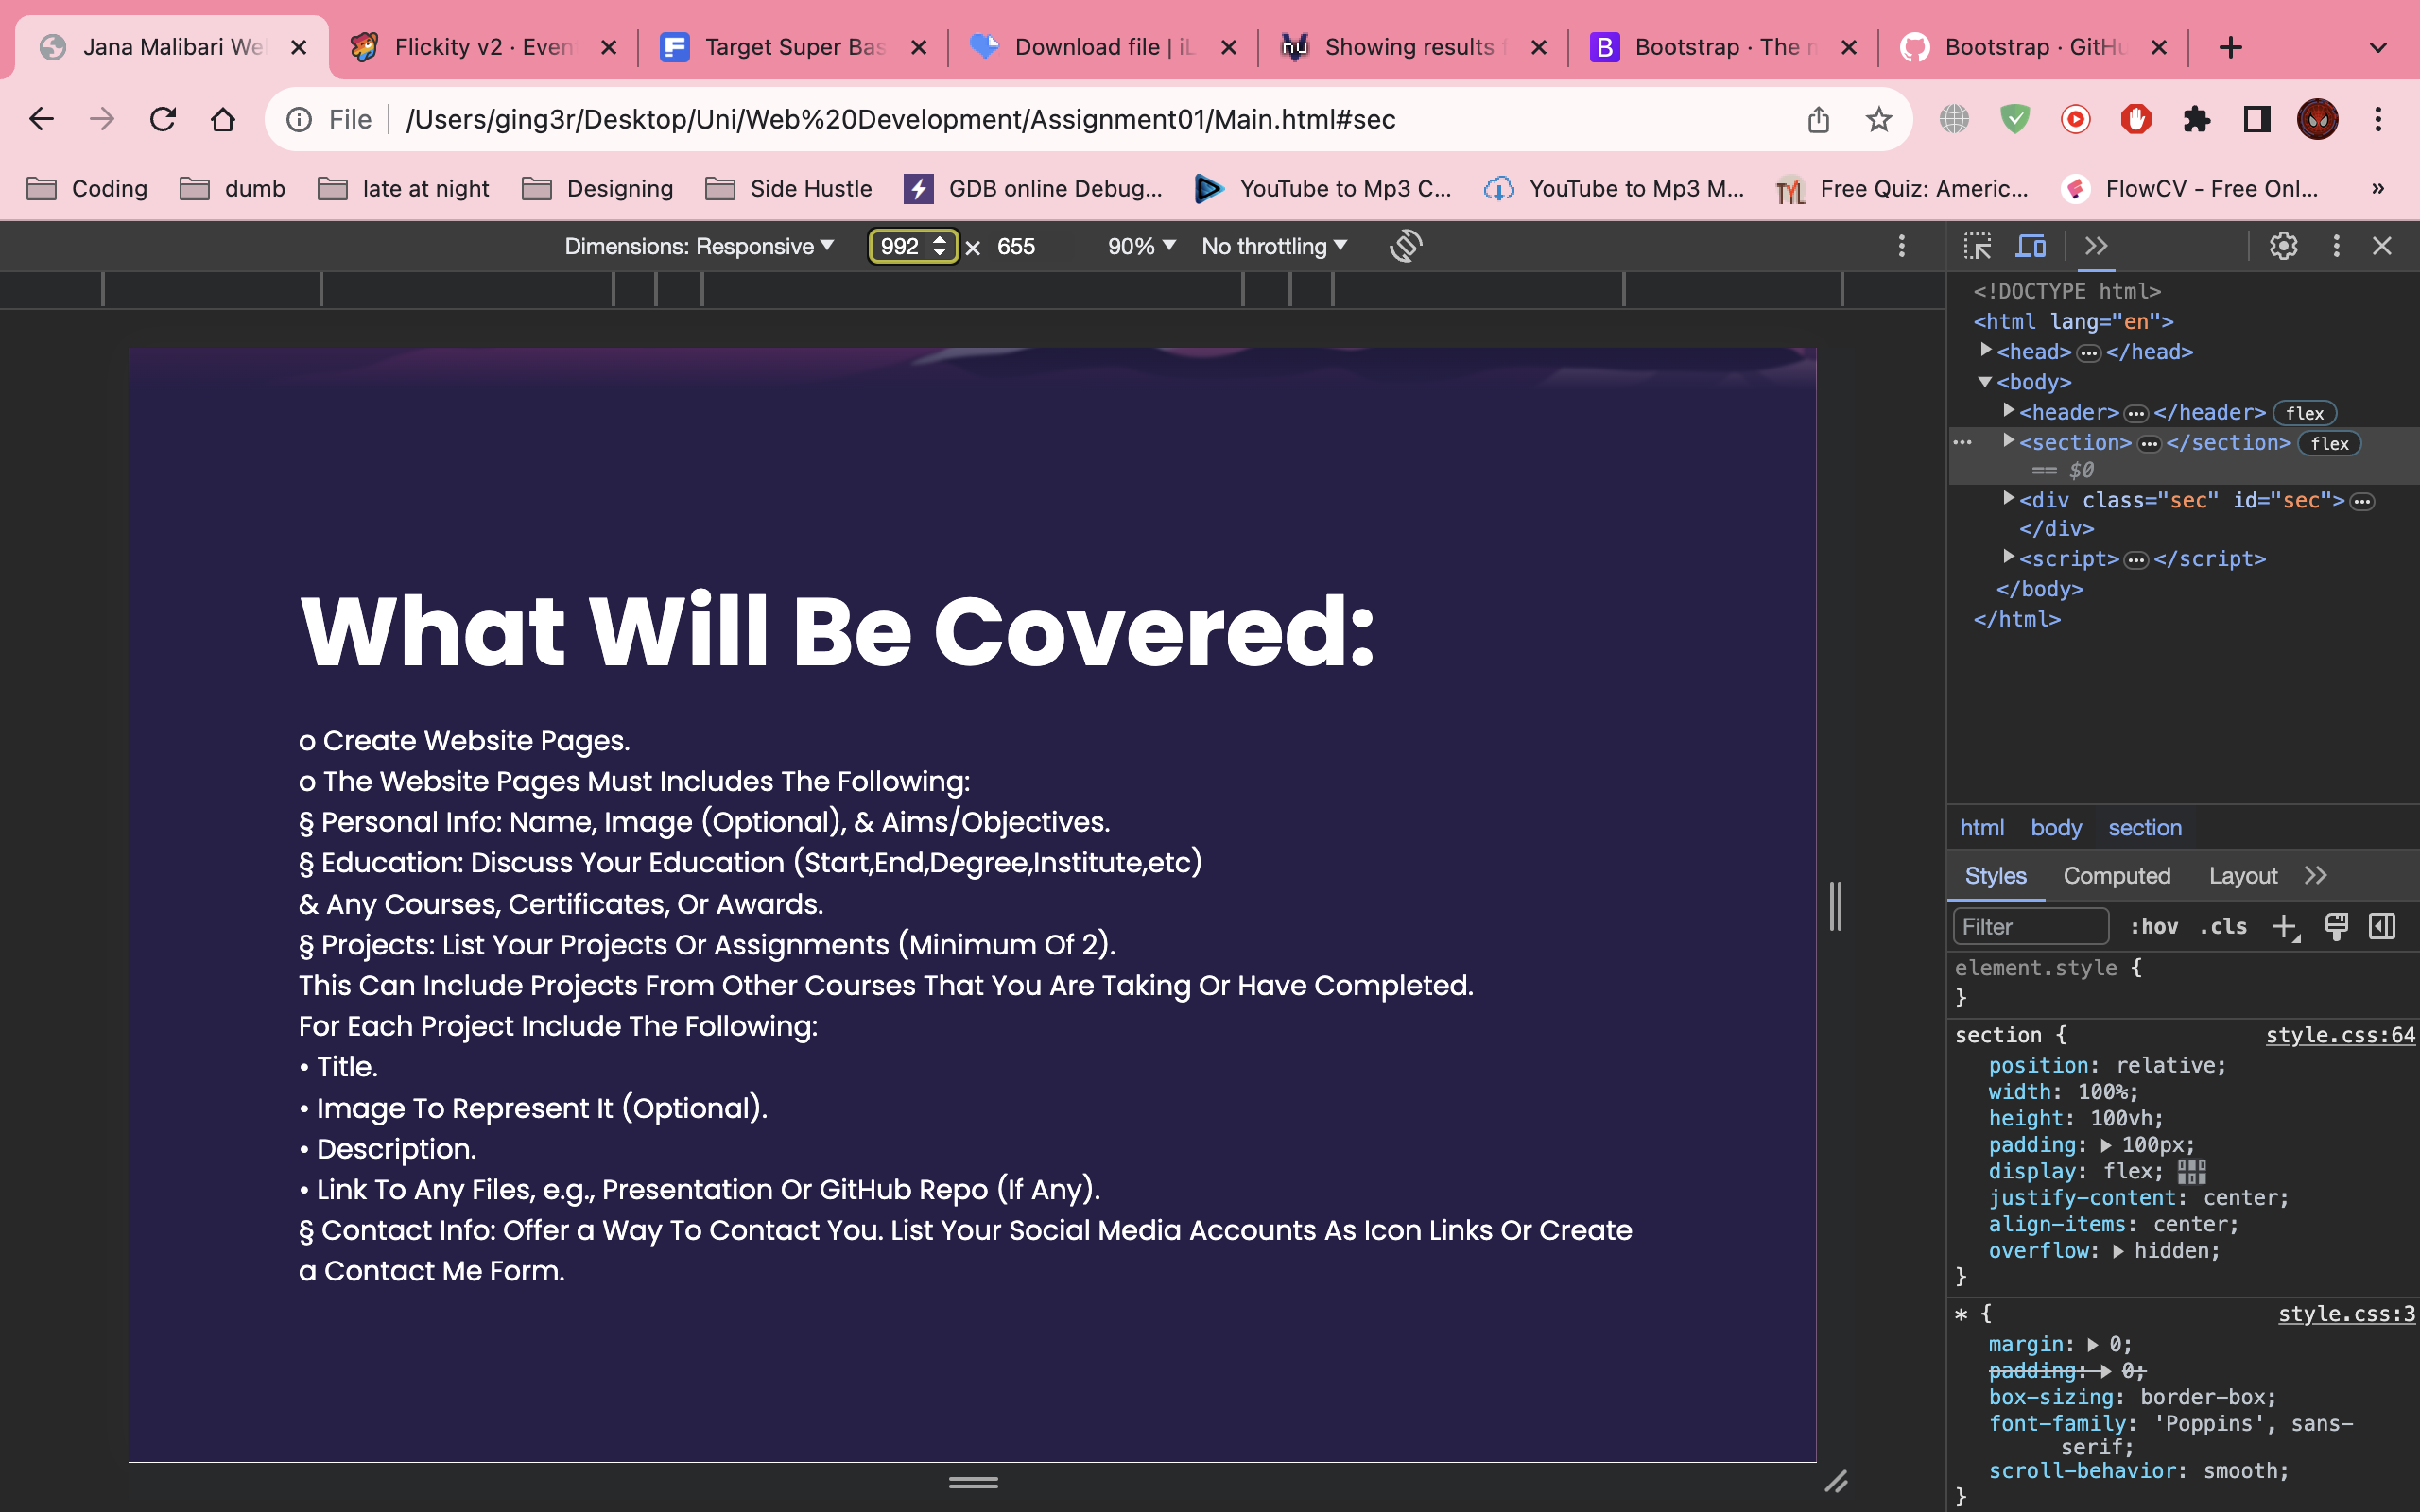 Jana Malibari We
Flickity v2 · Even
Target Super Bas
Download file | iL
Showing results f
Bootstrap · The m
Bootstrap · GitHu
File /Users/ging3r/Desktop/Uni/Web%20Development/Assignment01/Main.html#sec
Coding dumb late at night Designing Side Hustle GDB online Debug... YouTube to Mp3 C... YouTube to Mp3 M... Free Quiz: Americ... FlowCV - Free Onl... »
Dimensions: Responsive 992 × 655 90% No throttling
What Will Be Covered:
o Create Website Pages.
o The Website Pages Must Includes The Following:
§ Personal Info: Name, Image (Optional), & Aims/Objectives.
§ Education: Discuss Your Education (Start,End,Degree,Institute,etc)
& Any Courses, Certificates, Or Awards.
§ Projects: List Your Projects Or Assignments (Minimum Of 2).
This Can Include Projects From Other Courses That You Are Taking Or Have Completed.
For Each Project Include The Following:
• Title.
• Image To Represent It (Optional).
• Description.
• Link To Any Files, e.g., Presentation Or GitHub Repo (If Any).
§ Contact Info: Offer a Way To Contact You. List Your Social Media Accounts As Icon Links Or Create
a Contact Me Form.
<!DOCTYPE html>
<html lang="en">
<head>…</head>
<body>
<header>…</header> flex
… <section>…</section> flex
== $0
<div class="sec" id="sec">…
</div>
<script>…</script>
</body>
</html>
html body section
Styles Computed Layout
Filter :hov .cls
element.style {
}
section { style.css:64
position: relative;
width: 100%;
height: 100vh;
padding: 100px;
display: flex;
justify-content: center;
align-items: center;
overflow: hidden;
}
* { style.css:3
margin: 0;
padding: 0;
box-sizing: border-box;
font-family: 'Poppins', sans-
serif;
scroll-behavior: smooth;
}